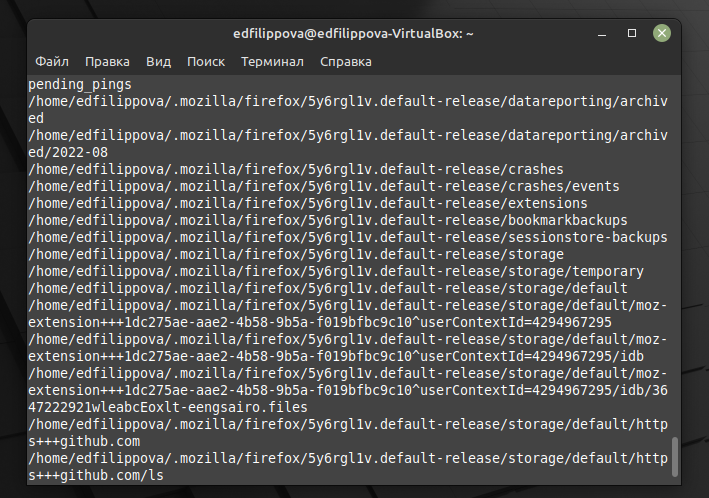 edfilippova@edfilippova-VirtualBox: ~
Файл Правка Вид Поиск Терминал Справка
pending_pings
/home/edfilippova/.mozilla/firefox/5y6rgl1v.default-release/datareporting/archiv
ed
/home/edfilippova/.mozilla/firefox/5y6rgl1v.default-release/datareporting/archiv
ed/2022-08
/home/edfilippova/.mozilla/firefox/5y6rgl1v.default-release/crashes
/home/edfilippova/.mozilla/firefox/5y6rgl1v.default-release/crashes/events
/home/edfilippova/.mozilla/firefox/5y6rgl1v.default-release/extensions
/home/edfilippova/.mozilla/firefox/5y6rgl1v.default-release/bookmarkbackups
/home/edfilippova/.mozilla/firefox/5y6rgl1v.default-release/sessionstore-backups
/home/edfilippova/.mozilla/firefox/5y6rgl1v.default-release/storage
/home/edfilippova/.mozilla/firefox/5y6rgl1v.default-release/storage/temporary
/home/edfilippova/.mozilla/firefox/5y6rgl1v.default-release/storage/default
/home/edfilippova/.mozilla/firefox/5y6rgl1v.default-release/storage/default/moz-
extension+++1dc275ae-aae2-4b58-9b5a-f019bfbc9c10^userContextId=4294967295
/home/edfilippova/.mozilla/firefox/5y6rgl1v.default-release/storage/default/moz-
extension+++1dc275ae-aae2-4b58-9b5a-f019bfbc9c10^userContextId=4294967295/idb
/home/edfilippova/.mozilla/firefox/5y6rgl1v.default-release/storage/default/moz-
extension+++1dc275ae-aae2-4b58-9b5a-f019bfbc9c10^userContextId=4294967295/idb/36
47222921wleabcEoxlt-eengsairo.files
/home/edfilippova/.mozilla/firefox/5y6rgl1v.default-release/storage/default/http
s+++github.com
/home/edfilippova/.mozilla/firefox/5y6rgl1v.default-release/storage/default/http
s+++github.com/ls